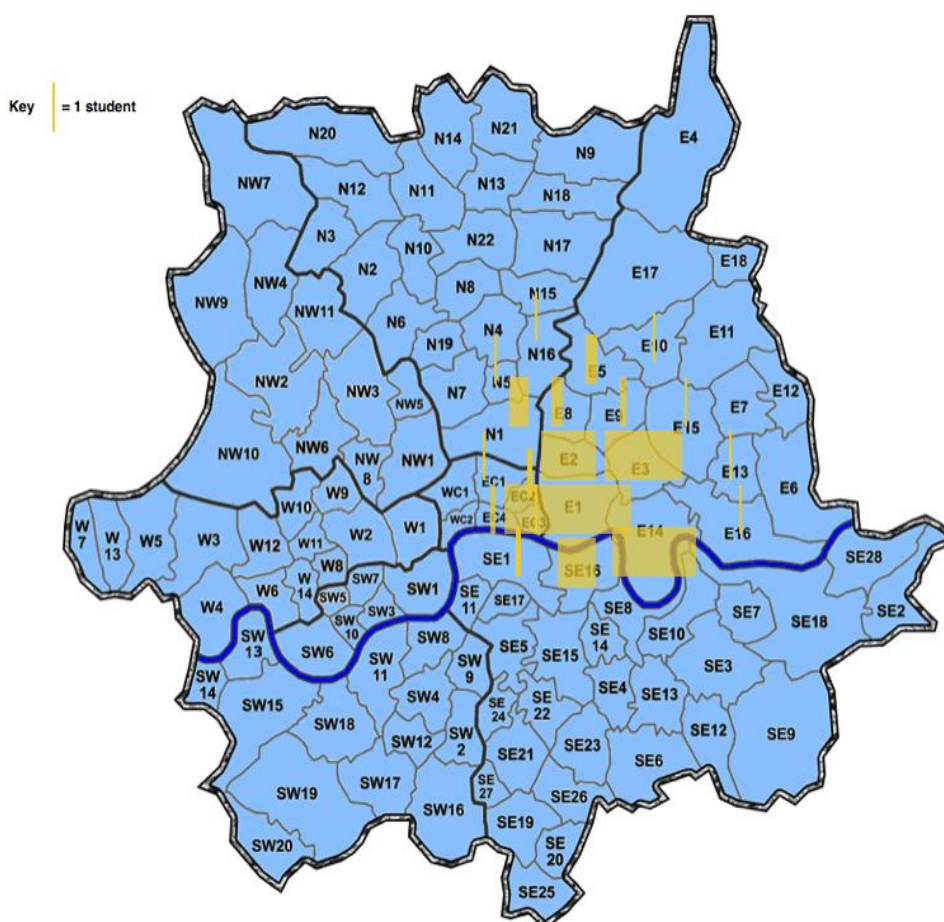 Key = 1 student
N20
N14
N21
N9
E4
NW7
N12
N11
N13
N18
N3
N10
N22
N17
N2
E17
E18
NW9
NW4
NW11
N8
N15
N6
N19
N4
N16
E10
E11
E5
NW2
NW3
NW5
N7
N5
E8
E9
E15
E7
E12
NW10
NW6
NW
8
NW1
N1
E2
E3
E13
E6
W
7
W
13
W5
W3
W12
W10
W9
W11
W2
W1
WC1
WC2
EC1
EC2
EC4
EC3
E1
E14
E16
W4
W6
W
14
W8
SW5
SW7
SW
10
SW3
SW1
SE1
SE16
SE28
SE2
SE
11
SE17
SE8
SE7
SE18
SW
13
SW
14
SW6
SW15
SW
11
SW8
SW
9
SE5
SE15
SE
14
SE10
SE3
SW18
SW4
SE
24
SE
22
SE4
SE13
SE12
SE9
SW12
SW
2
SE21
SE23
SE6
SW19
SW17
SW16
SE
27
SE26
SE19
SW20
SE
20
SE25